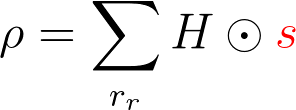 ρ = ∑_{r_r} H ⊙ s